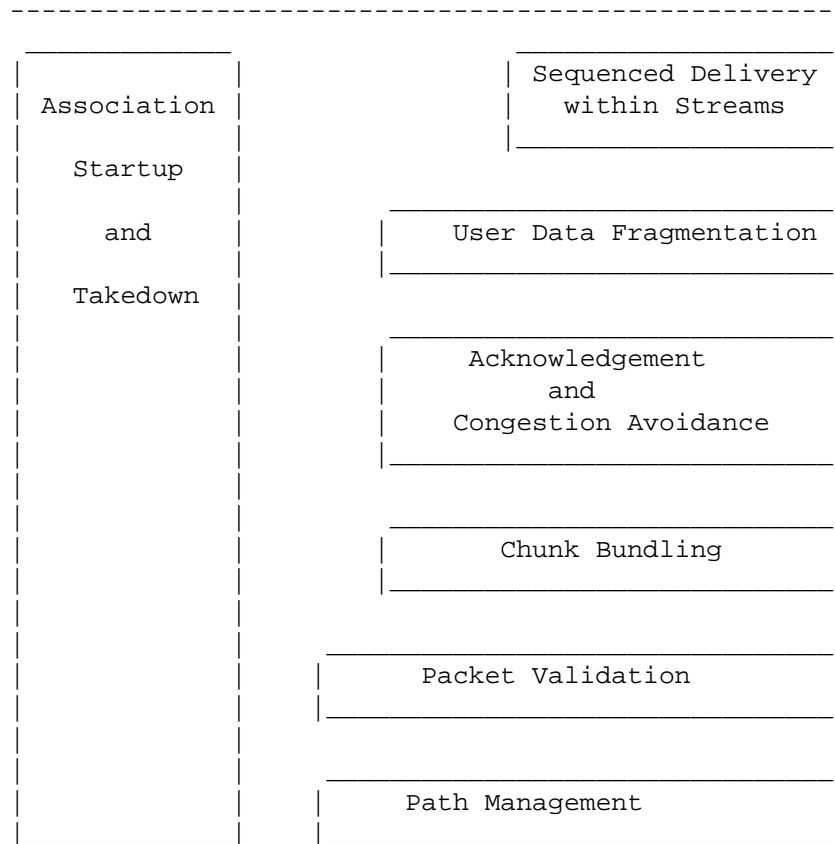 Sequenced Delivery
Association within Streams
Startup
and User Data Fragmentation
Takedown
Acknowledgement
and
Congestion Avoidance
Chunk Bundling
Packet Validation
Path Management